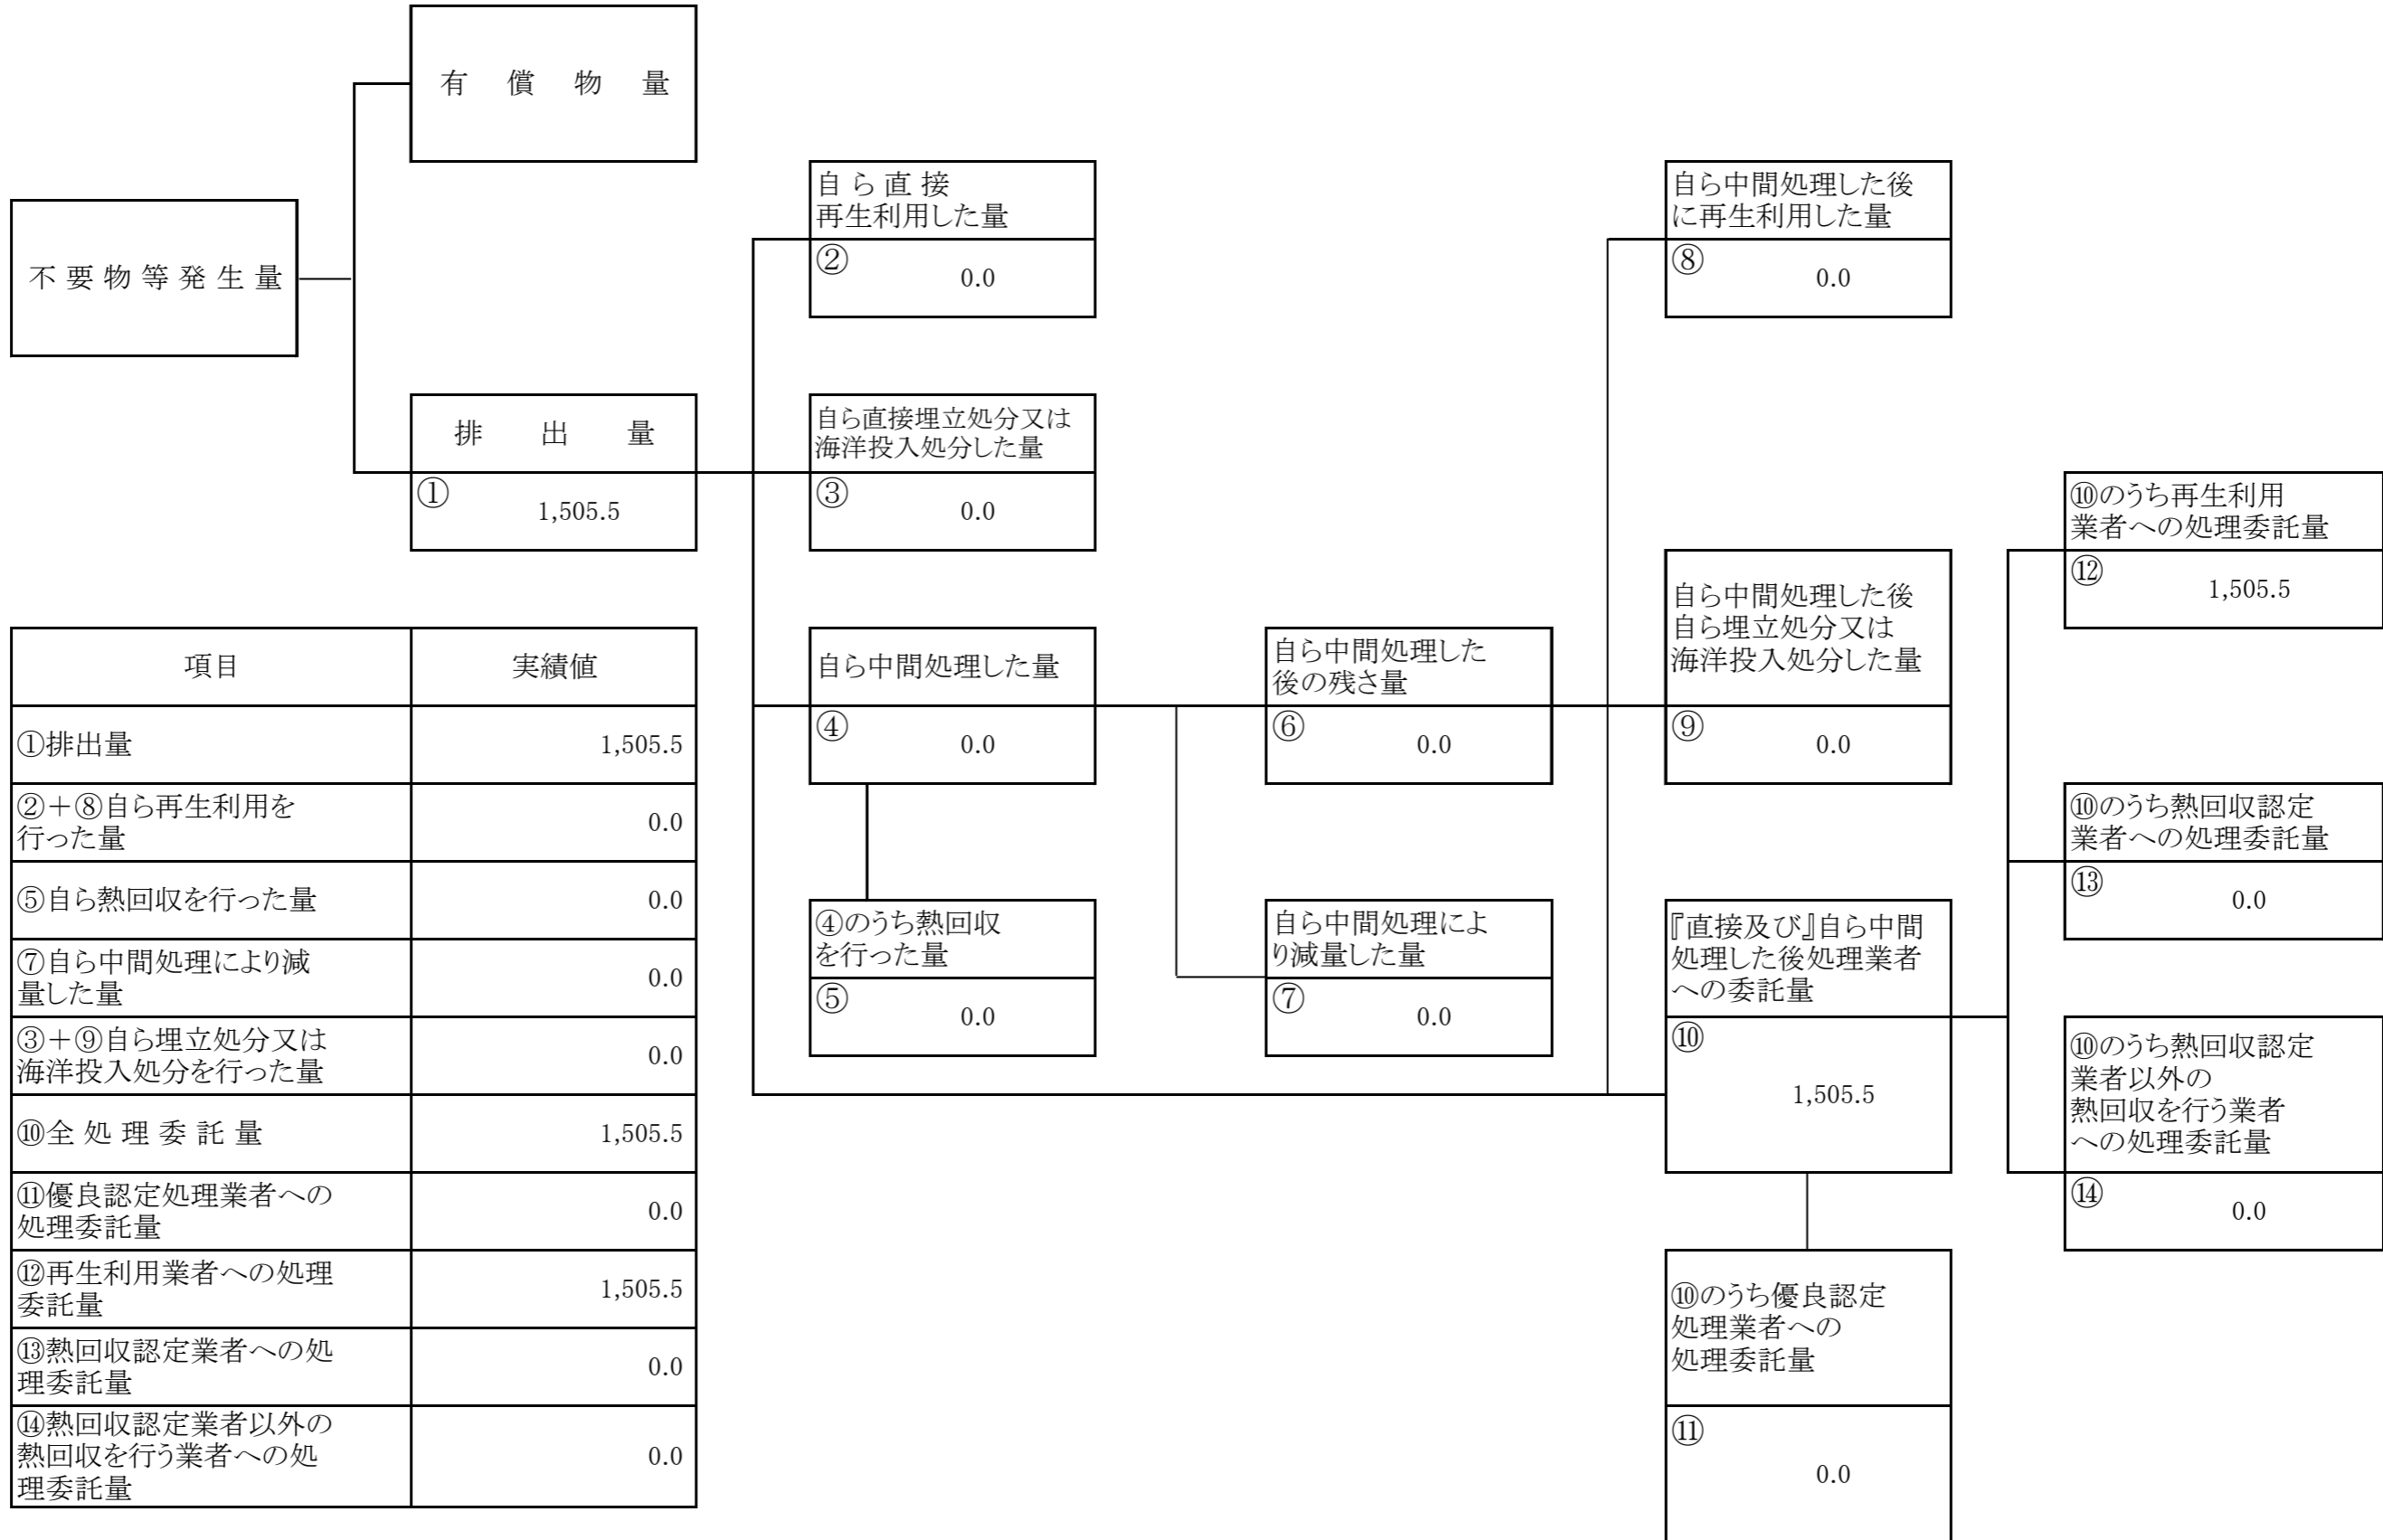 有償物量
不要物等発生量
排出量
①
1,505.5
自ら直接
再生利用した量
②
0.0
自ら直接埋立処分又は
海洋投入処分した量
③
0.0
自ら中間処理した量
④
0.0
④のうち熱回収
を行った量
⑤
0.0
自ら中間処理した
後の残さ量
⑥
0.0
自ら中間処理によ
り減量した量
⑦
0.0
自ら中間処理した後
に再生利用した量
⑧
0.0
自ら中間処理した後
自ら埋立処分又は
海洋投入処分した量
⑨
0.0
『直接及び』自ら中間
処理した後処理業者
への委託量
⑩
1,505.5
⑩のうち優良認定
処理業者への
処理委託量
⑪
0.0
⑩のうち再生利用
業者への処理委託量
⑫
1,505.5
⑩のうち熱回収認定
業者への処理委託量
⑬
0.0
⑩のうち熱回収認定
業者以外の
熱回収を行う業者
への処理委託量
⑭
0.0
項目 実績値
①排出量 1,505.5
②＋⑧自ら再生利用を
行った量 0.0
⑤自ら熱回収を行った量 0.0
⑦自ら中間処理により減
量した量 0.0
③＋⑨自ら埋立処分又は
海洋投入処分を行った量 0.0
⑩全処理委託量 1,505.5
⑪優良認定処理業者への
処理委託量 0.0
⑫再生利用業者への処理
委託量 1,505.5
⑬熱回収認定業者への処
理委託量 0.0
⑭熱回収認定業者以外の
熱回収を行う業者への処
理委託量 0.0